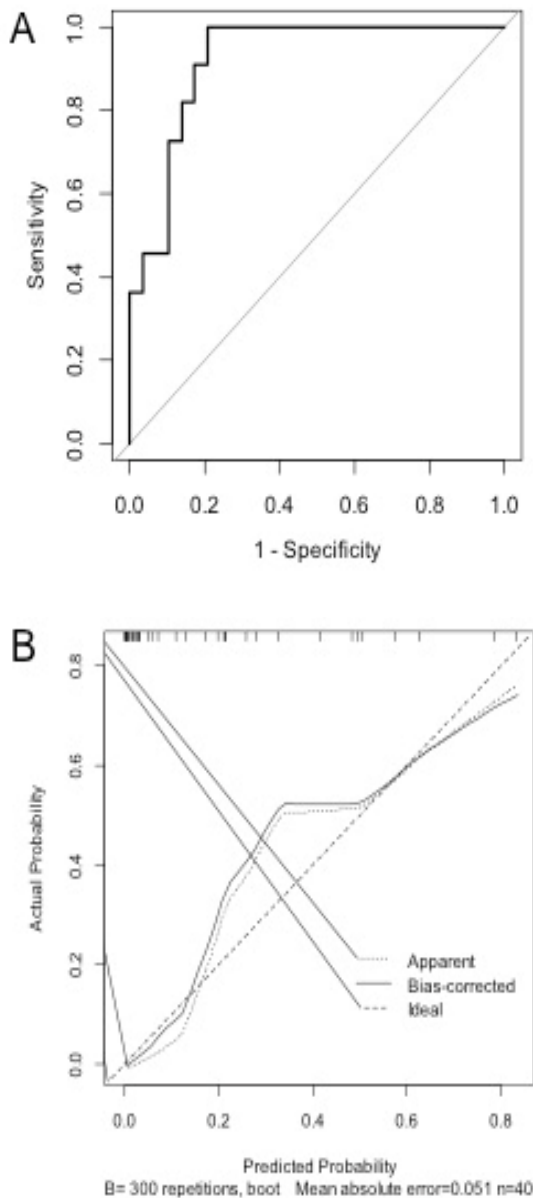 A
Sensitivity
1.0
0.8
0.6
0.4
0.2
0.0
0.0 0.2 0.4 0.6 0.8 1.0
1 - Specificity
B
Actual Probability
0.8
0.6
0.4
0.2
0.0
Apparent
Bias-corrected
Ideal
0.0 0.2 0.4 0.6 0.8
Predicted Probability
B= 300 repetitions, boot Mean absolute error=0.051 n=40